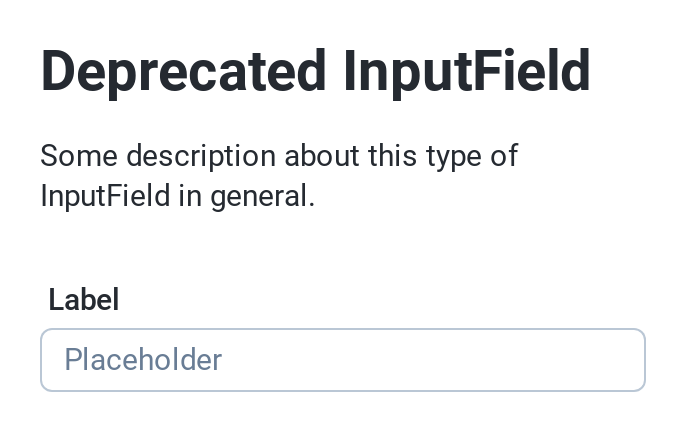 Deprecated InputField
Some description about this type of
InputField in general.
Label
Placeholder